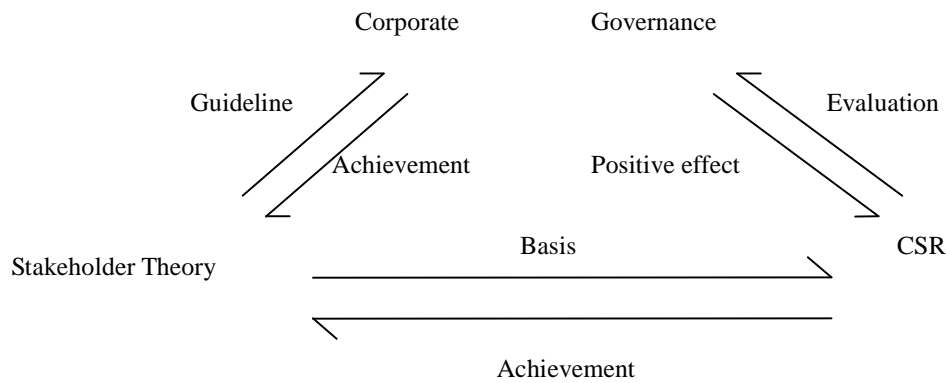 Corporate Governance
Guideline Evaluation
Achievement Positive effect
Basis CSR
Stakeholder Theory
Achievement